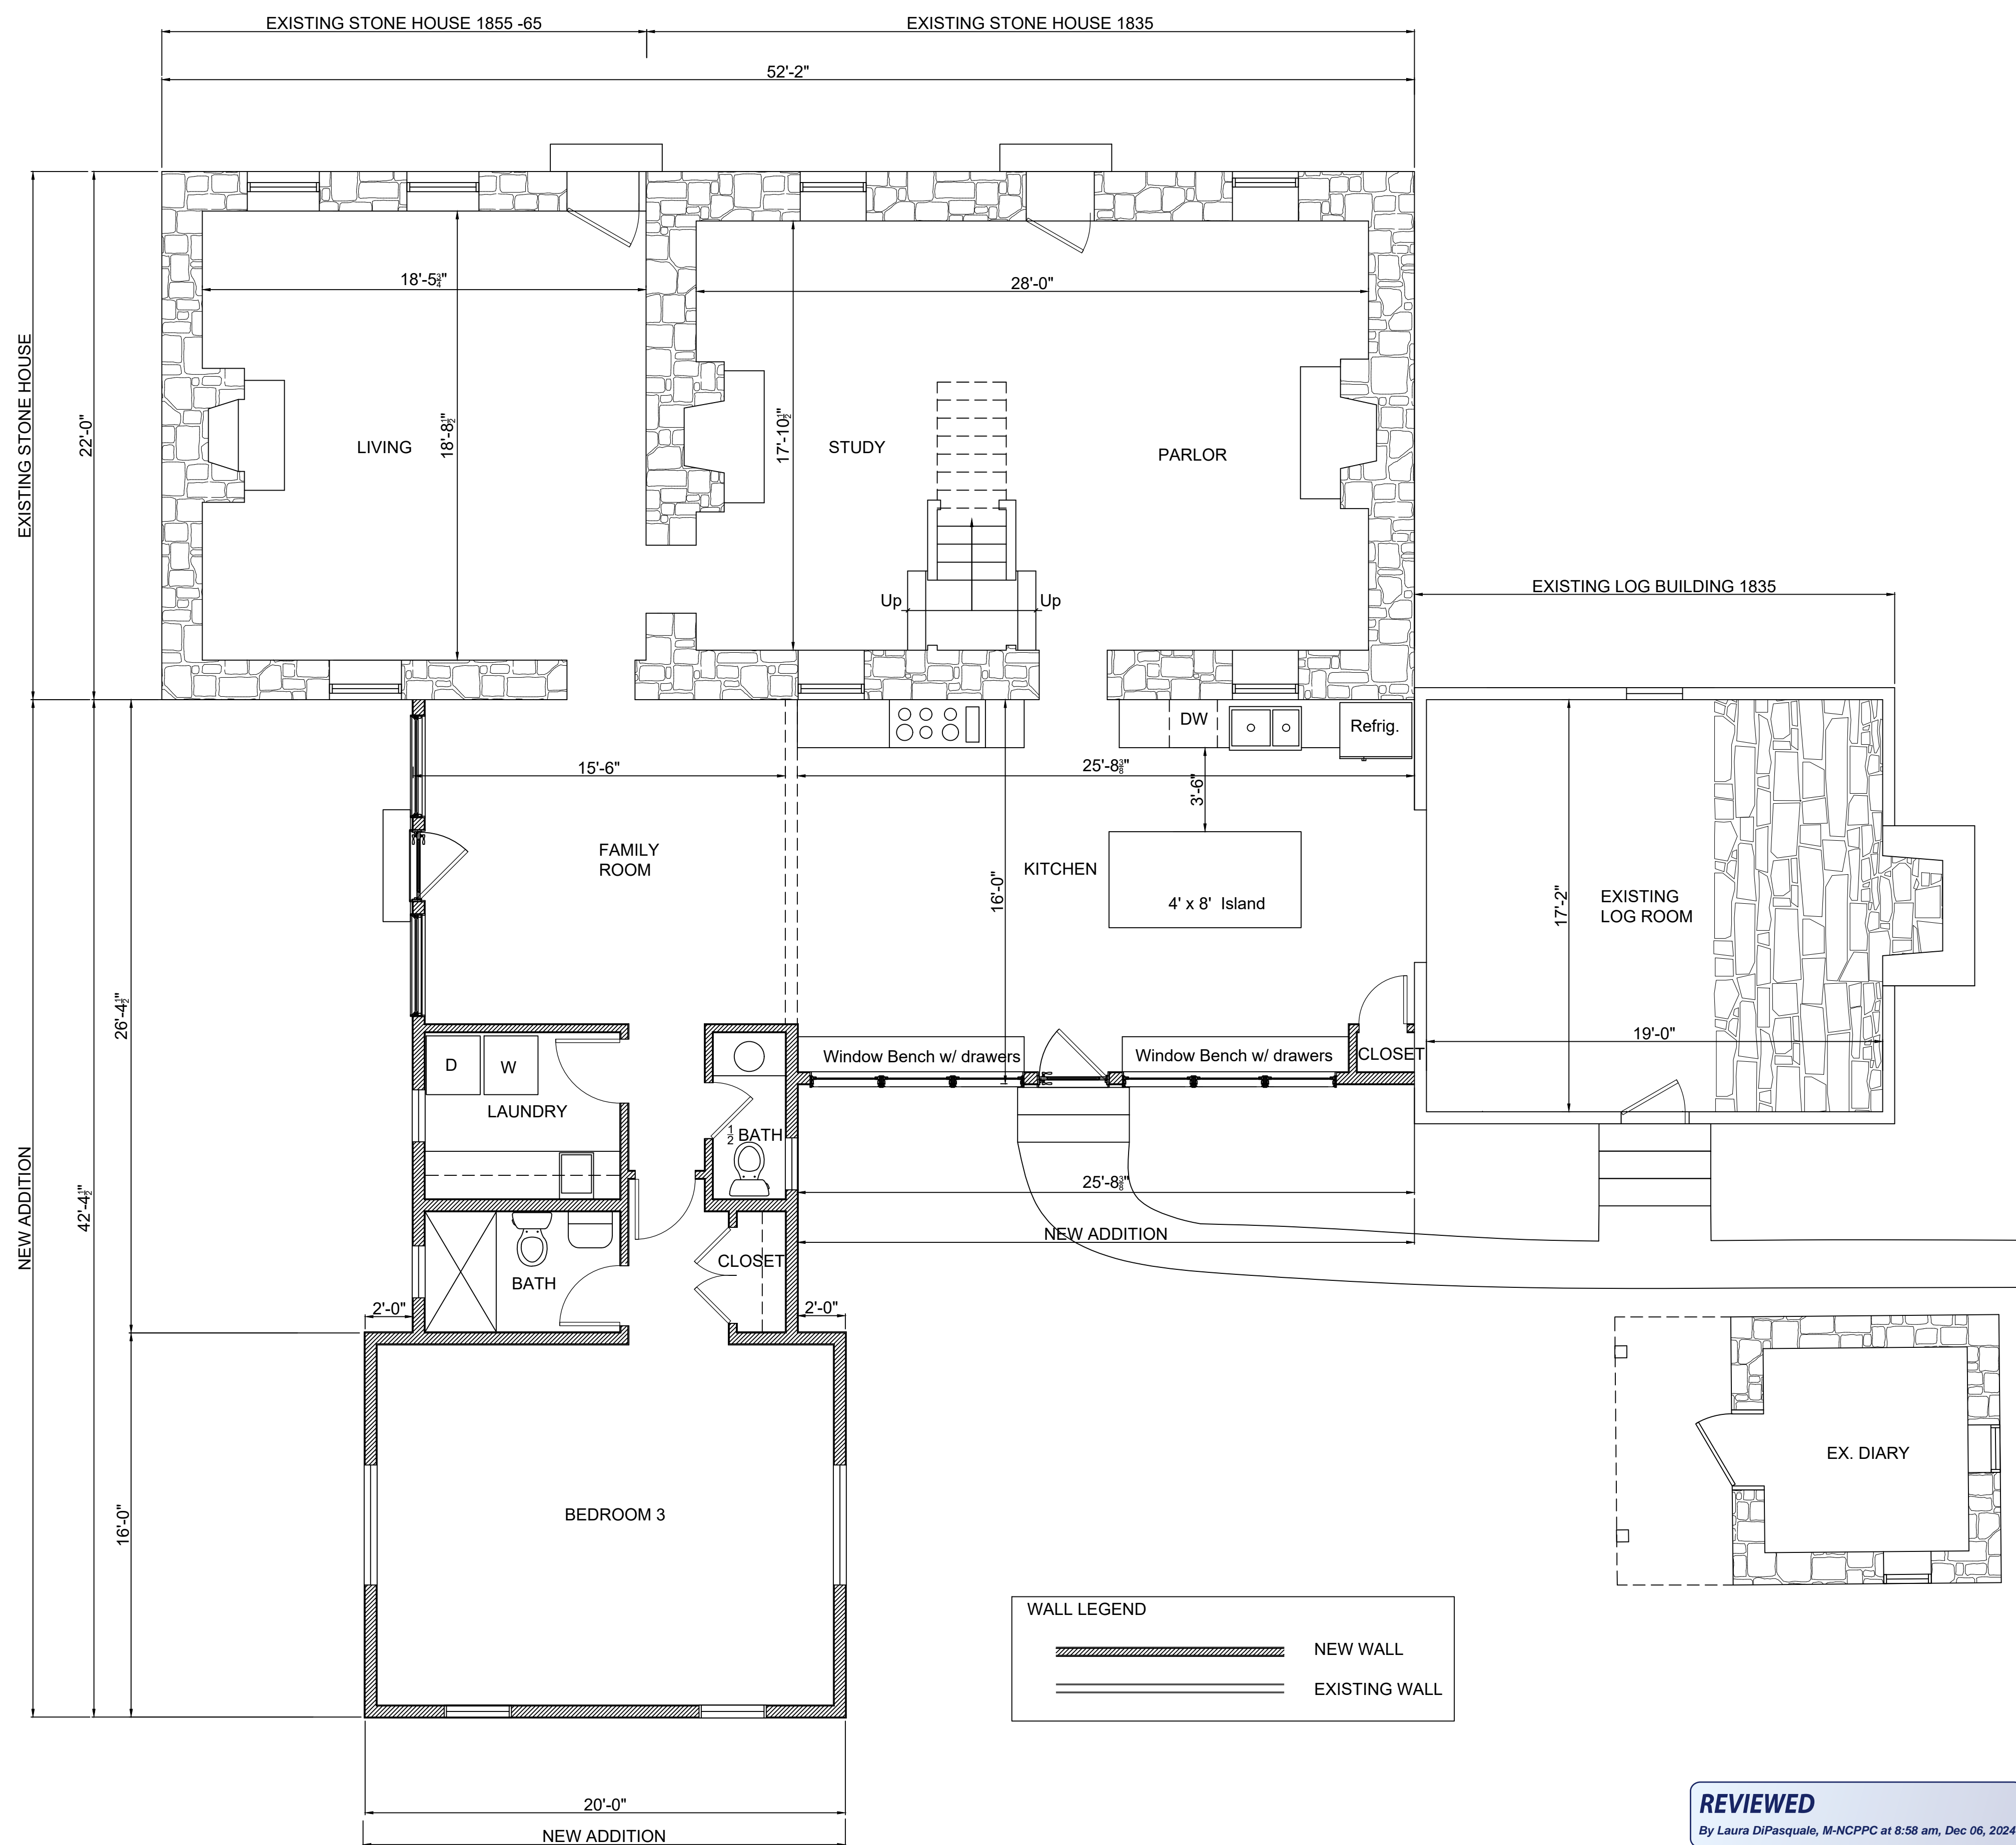 EXISTING STONE HOUSE 1855 -65
EXISTING STONE HOUSE 1835
52'-2"
EXISTING STONE HOUSE
22'-0"
18'-5¾"
28'-0"
LIVING
18'-8½"
17'-10½"
STUDY
PARLOR
Up
Up
EXISTING LOG BUILDING 1835
DW
Refrig.
15'-6"
25'-8⅜"
3'-6"
FAMILY
ROOM
KITCHEN
16'-0"
4' x 8' Island
17'-2"
EXISTING
LOG ROOM
19'-0"
NEW ADDITION
42'-4½"
26'-4½"
D
W
LAUNDRY
½ BATH
Window Bench w/ drawers
Window Bench w/ drawers
CLOSET
25'-8⅜"
NEW ADDITION
CLOSET
BATH
2'-0"
2'-0"
16'-0"
BEDROOM 3
EX. DIARY
WALL LEGEND
NEW WALL
EXISTING WALL
20'-0"
NEW ADDITION
REVIEWED
By Laura DiPasquale, M-NCPPC at 8:58 am, Dec 06, 2024